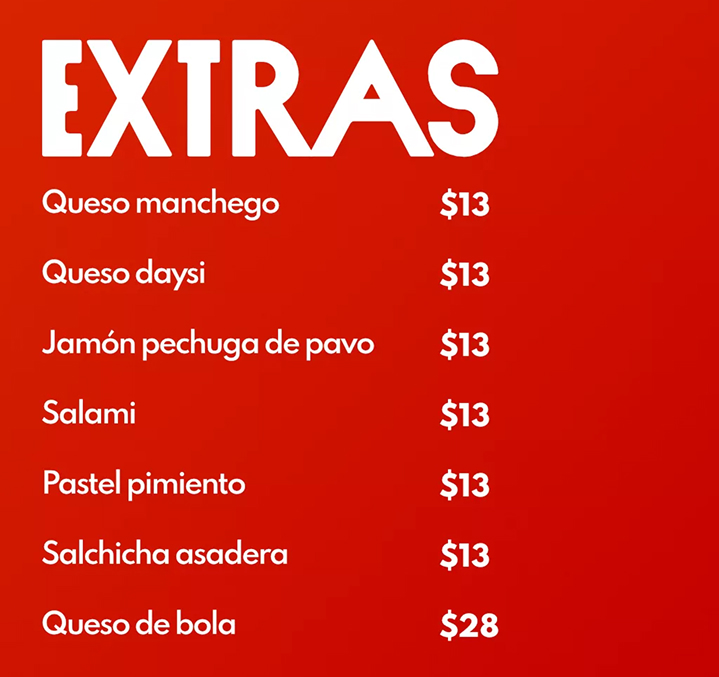 EXTRAS
Queso manchego $13
Queso daysi $13
Jamón pechuga de pavo $13
Salami $13
Pastel pimiento $13
Salchicha asadera $13
Queso de bola $28